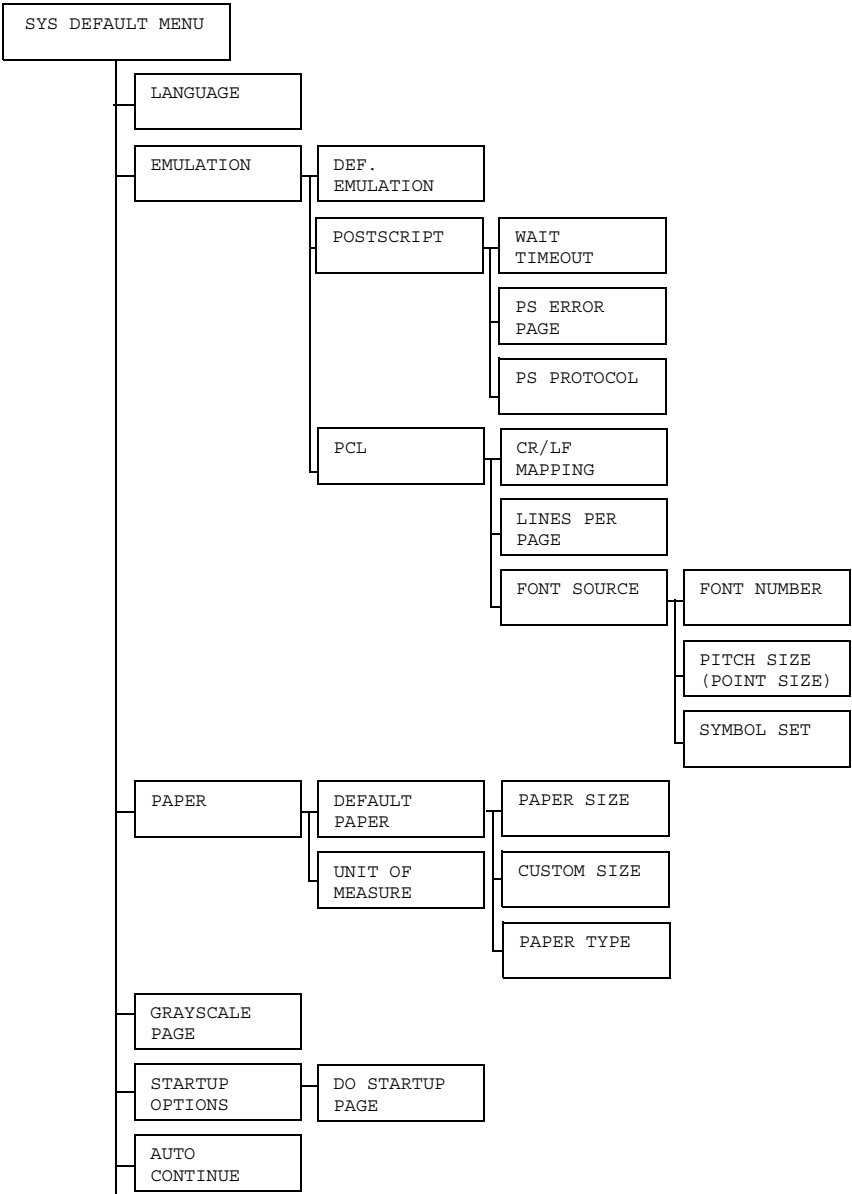 SYS DEFAULT MENU
LANGUAGE
EMULATION
DEF.
EMULATION
POSTSCRIPT
WAIT
TIMEOUT
PS ERROR
PAGE
PS PROTOCOL
PCL
CR/LF
MAPPING
LINES PER
PAGE
FONT SOURCE
FONT NUMBER
PITCH SIZE
(POINT SIZE)
SYMBOL SET
PAPER
DEFAULT
PAPER
PAPER SIZE
UNIT OF
MEASURE
CUSTOM SIZE
PAPER TYPE
GRAYSCALE
PAGE
STARTUP
OPTIONS
DO STARTUP
PAGE
AUTO
CONTINUE